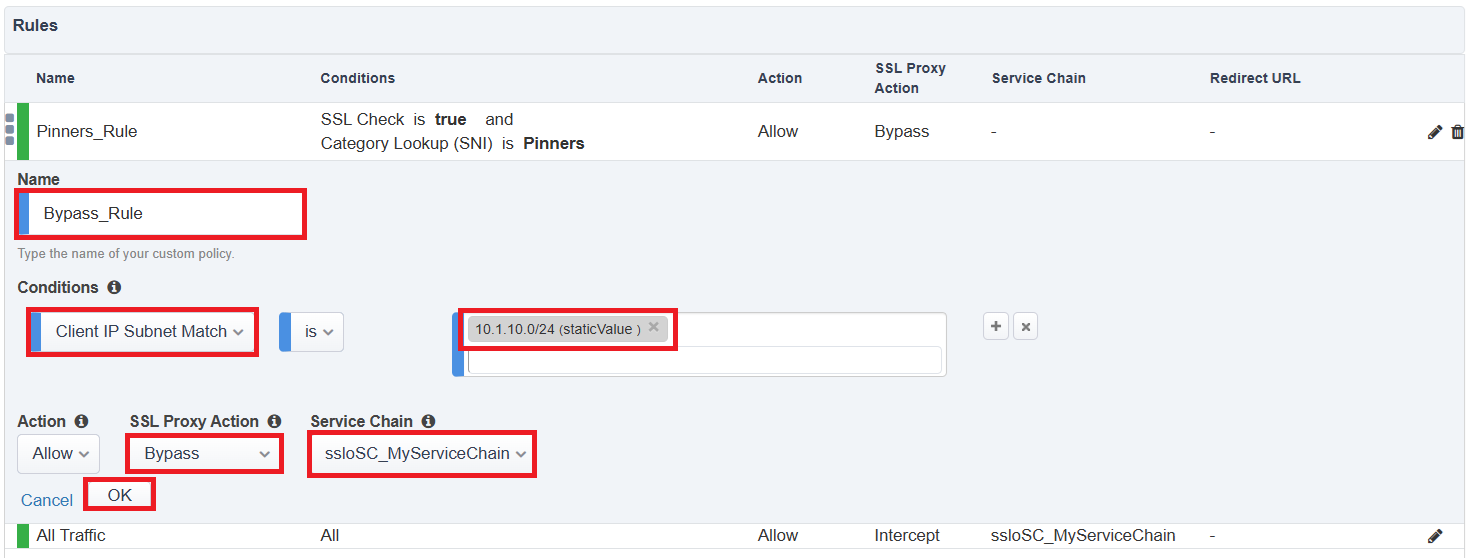 Rules
Name Conditions Action SSL Proxy Action Service Chain Redirect URL
Pinners_Rule SSL Check is true and Allow Bypass - -
Category Lookup (SNI) is Pinners
Name
Bypass_Rule
Type the name of your custom policy.
Conditions
Client IP Subnet Match is 10.1.10.0/24 (staticValue )
Action SSL Proxy Action Service Chain
Allow Bypass ssloSC_MyServiceChain
Cancel OK
All Traffic All Allow Intercept ssloSC_MyServiceChain -